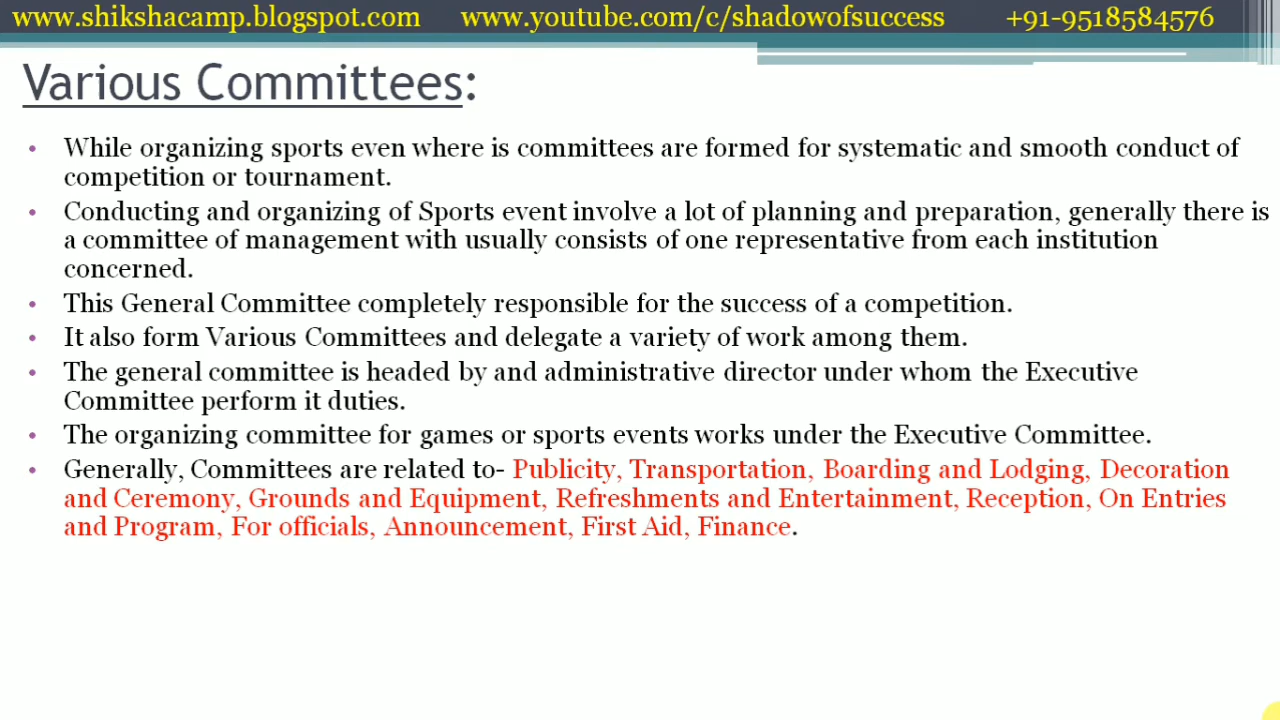 www.shikshacamp.blogspot.com www.youtube.com/c/shadowofsuccess +91-9518584576
Various Committees:
• While organizing sports even where is committees are formed for systematic and smooth conduct of
competition or tournament.
• Conducting and organizing of Sports event involve a lot of planning and preparation, generally there is
a committee of management with usually consists of one representative from each institution
concerned.
• This General Committee completely responsible for the success of a competition.
• It also form Various Committees and delegate a variety of work among them.
• The general committee is headed by and administrative director under whom the Executive
Committee perform it duties.
• The organizing committee for games or sports events works under the Executive Committee.
• Generally, Committees are related to- Publicity, Transportation, Boarding and Lodging, Decoration
and Ceremony, Grounds and Equipment, Refreshments and Entertainment, Reception, On Entries
and Program, For officials, Announcement, First Aid, Finance.